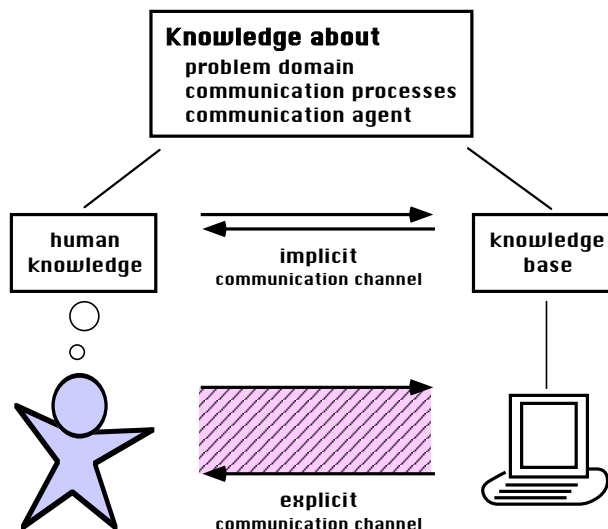 Knowledge about
problem domain
communication processes
communication agent
human
knowledge
implicit
communication channel
knowledge
base
explicit
communication channel